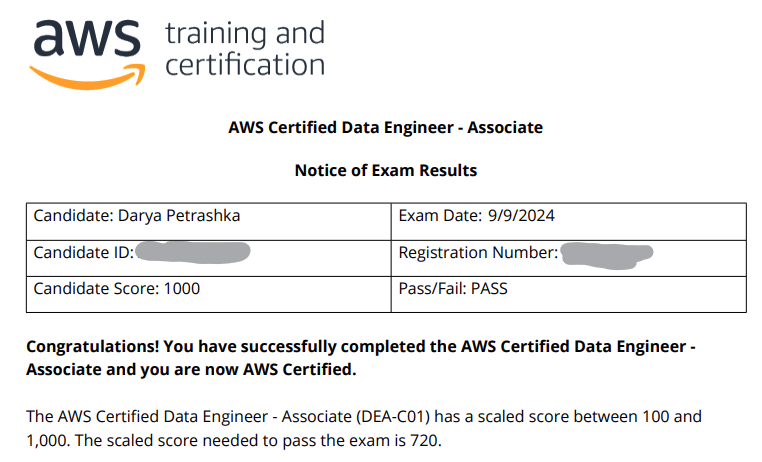 aws training and
certification
AWS Certified Data Engineer - Associate
Notice of Exam Results
Candidate: Darya Petrashka
Exam Date: 9/9/2024
Candidate ID:
Registration Number:
Candidate Score: 1000
Pass/Fail: PASS
Congratulations! You have successfully completed the AWS Certified Data Engineer -
Associate and you are now AWS Certified.
The AWS Certified Data Engineer - Associate (DEA-C01) has a scaled score between 100 and
1,000. The scaled score needed to pass the exam is 720.